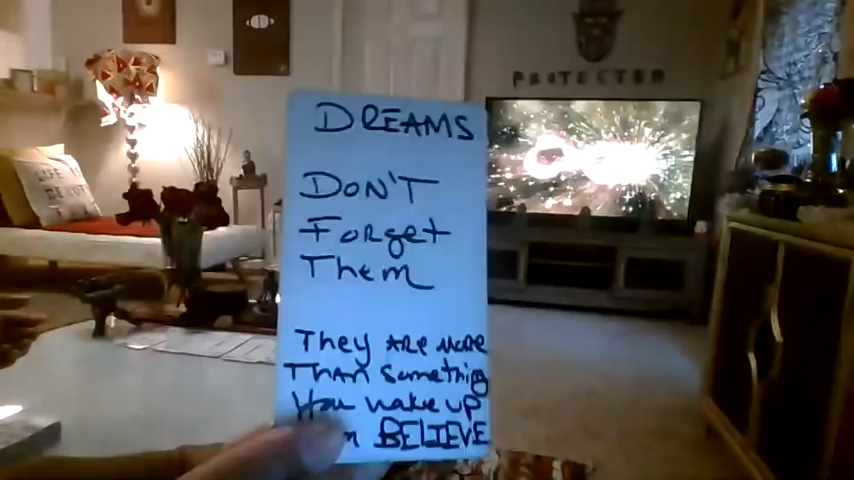 PROTECTED
DREAMS
DON'T
Forget
Them
They ARE MORE
THAN Something
You wake up
BELIEVE